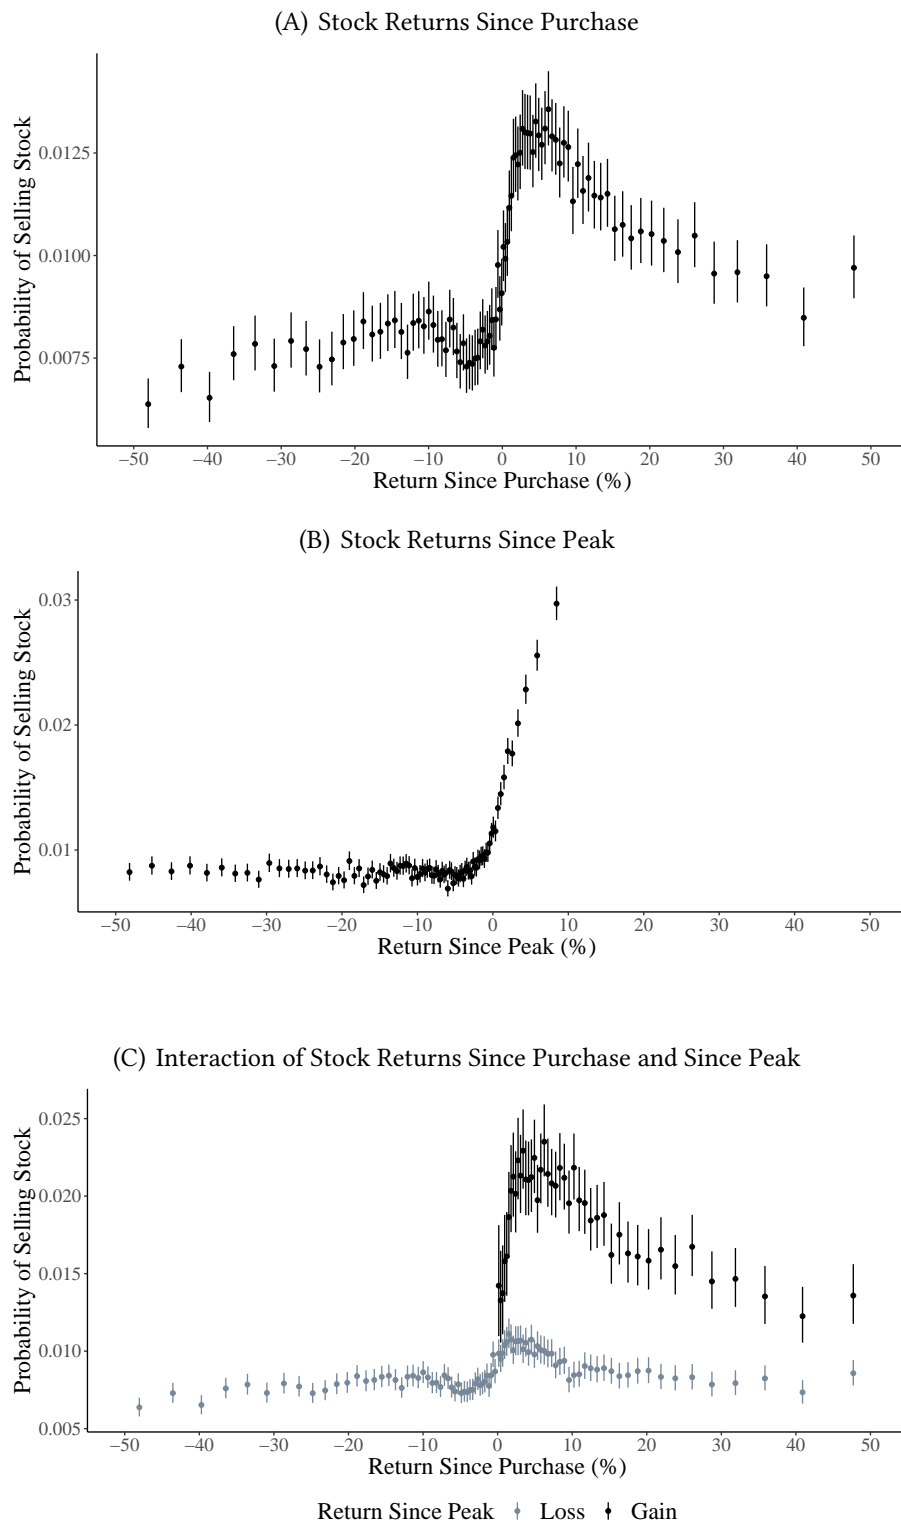 (A) Stock Returns Since Purchase
Probability of Selling Stock
0.0125
0.0100
0.0075
−50 −40 −30 −20 −10 0 10 20 30 40 50
Return Since Purchase (%)
(B) Stock Returns Since Peak
Probability of Selling Stock
0.03
0.02
0.01
−50 −40 −30 −20 −10 0 10 20 30 40 50
Return Since Peak (%)
(C) Interaction of Stock Returns Since Purchase and Since Peak
Probability of Selling Stock
0.025
0.020
0.015
0.010
0.005
−50 −40 −30 −20 −10 0 10 20 30 40 50
Return Since Purchase (%)
Return Since Peak Loss Gain